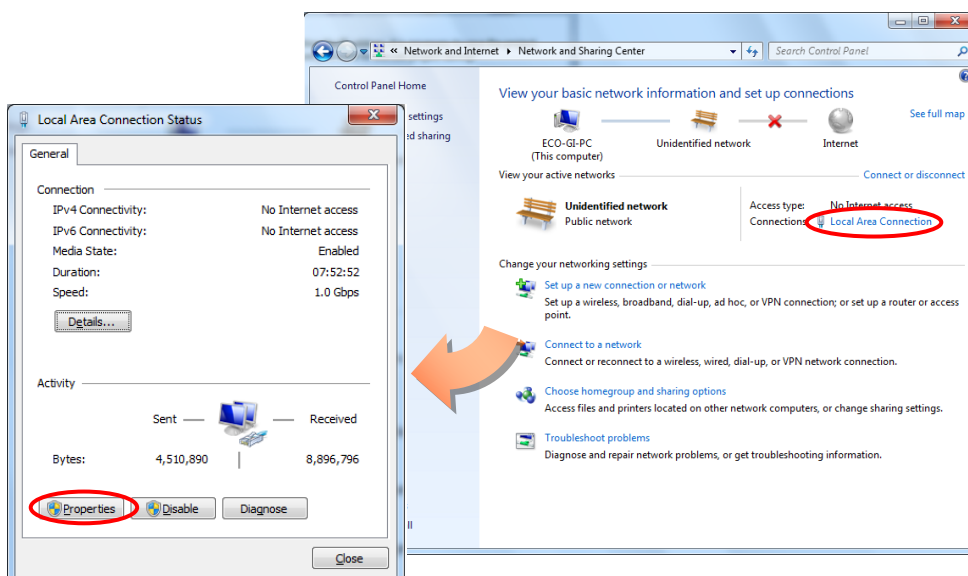 « Network and Internet ▸ Network and Sharing Center
Search Control Panel
Control Panel Home
settings
ed sharing
View your basic network information and set up connections
See full map
ECO-GI-PC
(This computer)
Unidentified network
Internet
View your active networks
Connect or disconnect
Unidentified network
Public network
Access type: No Internet access
Connections: Local Area Connection
Change your networking settings
Set up a new connection or network
Set up a wireless, broadband, dial-up, ad hoc, or VPN connection; or set up a router or access
point.
Connect to a network
Connect or reconnect to a wireless, wired, dial-up, or VPN network connection.
Choose homegroup and sharing options
Access files and printers located on other network computers, or change sharing settings.
Troubleshoot problems
Diagnose and repair network problems, or get troubleshooting information.
Local Area Connection Status
General
Connection
IPv4 Connectivity: No Internet access
IPv6 Connectivity: No Internet access
Media State: Enabled
Duration: 07:52:52
Speed: 1.0 Gbps
Details...
Activity
Sent — — Received
Bytes: 4,510,890 | 8,896,796
Properties Disable Diagnose
Close